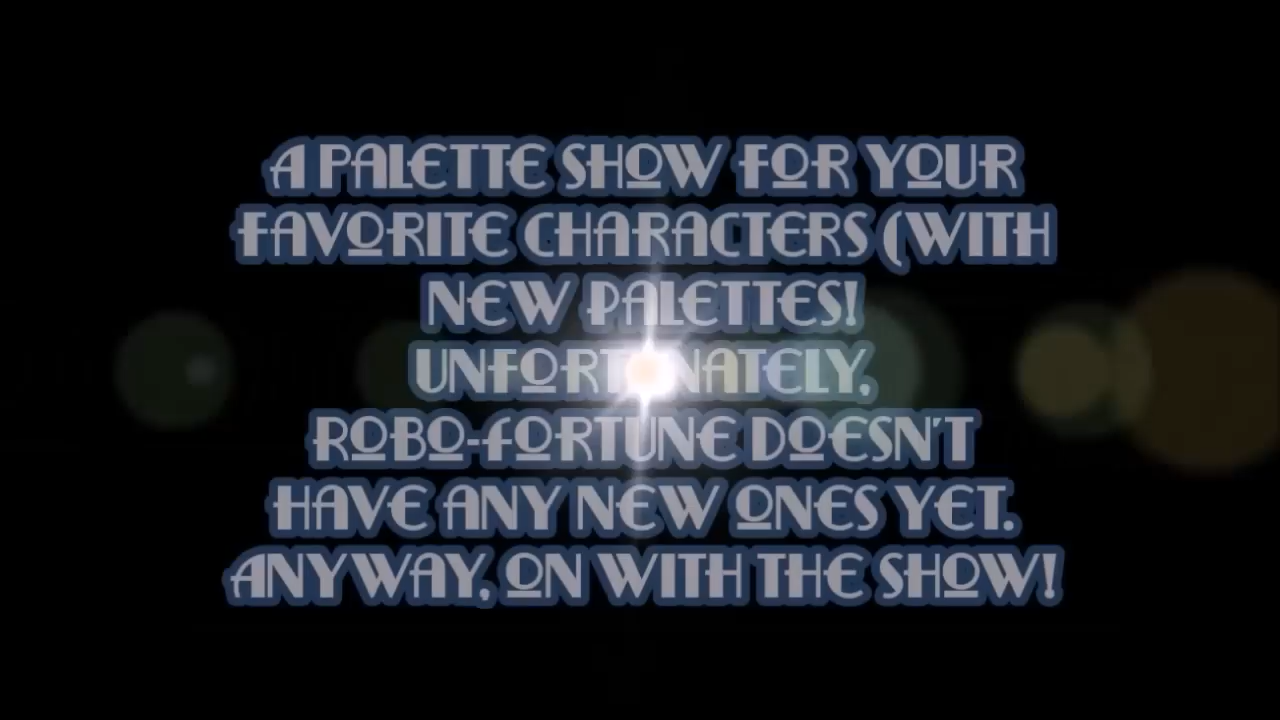 A PALETTE SHOW FOR YOUR
FAVORITE CHARACTERS (WITH
NEW PALETTES!
UNFORTUNATELY,
ROBO-FORTUNE DOESN'T
HAVE ANY NEW ONES YET.
ANYWAY, ON WITH THE SHOW!